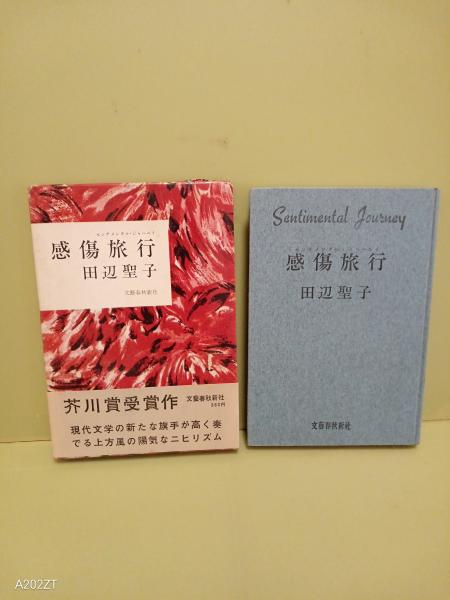 センチメンタル・ジャーニイ
感傷旅行
田辺聖子
文藝春秋新社
芥川賞受賞作
文藝春秋新社
360円
現代文学の新たな旗手が高く奏
でる上方風の陽気なニヒリズム
Sentimental Journey
センチメンタル・ジャーニイ
感傷旅行
田辺聖子
文藝春秋新社
A202ZT